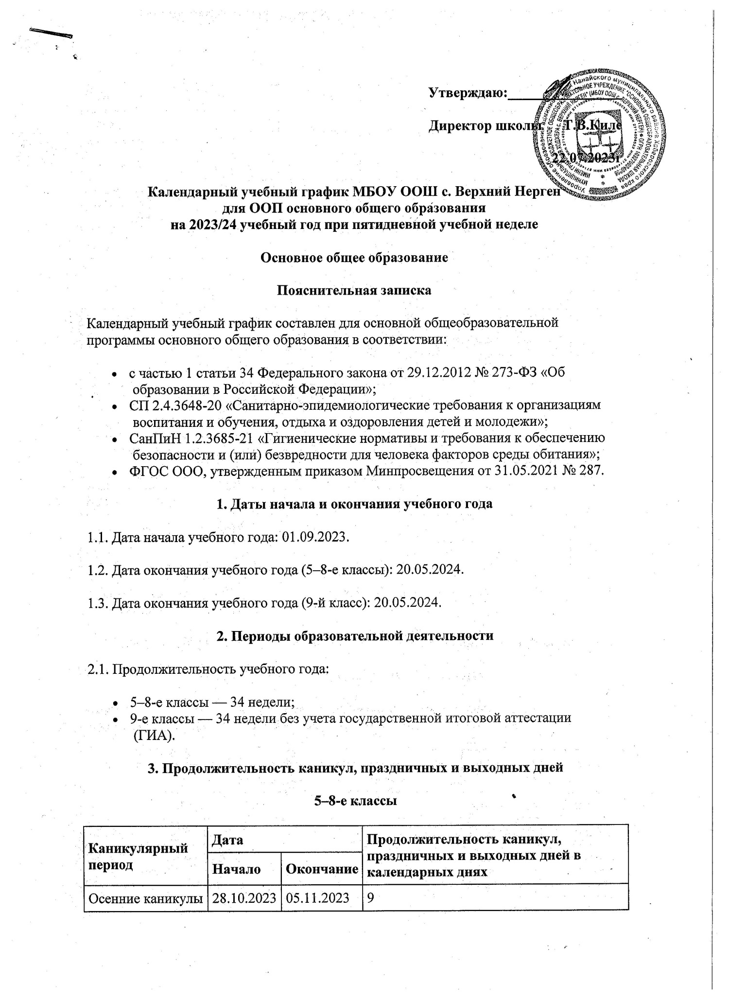 Утверждаю:
Директор школы Т.В.Киле
22.07.2023г
Календарный учебный график МБОУ ООШ с. Верхний Нерген
для ООП основного общего образования
на 2023/24 учебный год при пятидневной учебной неделе
Основное общее образование
Пояснительная записка
Календарный учебный график составлен для основной общеобразовательной
программы основного общего образования в соответствии:
• с частью 1 статьи 34 Федерального закона от 29.12.2012 № 273-ФЗ «Об
образовании в Российской Федерации»;
• СП 2.4.3648-20 «Санитарно-эпидемиологические требования к организациям
воспитания и обучения, отдыха и оздоровления детей и молодежи»;
• СанПиН 1.2.3685-21 «Гигиенические нормативы и требования к обеспечению
безопасности и (или) безвредности для человека факторов среды обитания»;
• ФГОС ООО, утвержденным приказом Минпросвещения от 31.05.2021 № 287.
1. Даты начала и окончания учебного года
1.1. Дата начала учебного года: 01.09.2023.
1.2. Дата окончания учебного года (5–8-е классы): 20.05.2024.
1.3. Дата окончания учебного года (9-й класс): 20.05.2024.
2. Периоды образовательной деятельности
2.1. Продолжительность учебного года:
• 5–8-е классы — 34 недели;
• 9-е классы — 34 недели без учета государственной итоговой аттестации
(ГИА).
3. Продолжительность каникул, праздничных и выходных дней
5–8-е классы
Каникулярный
период
Дата
Начало
Окончание
Продолжительность каникул,
праздничных и выходных дней в
календарных днях
Осенние каникулы 28.10.2023 05.11.2023 9